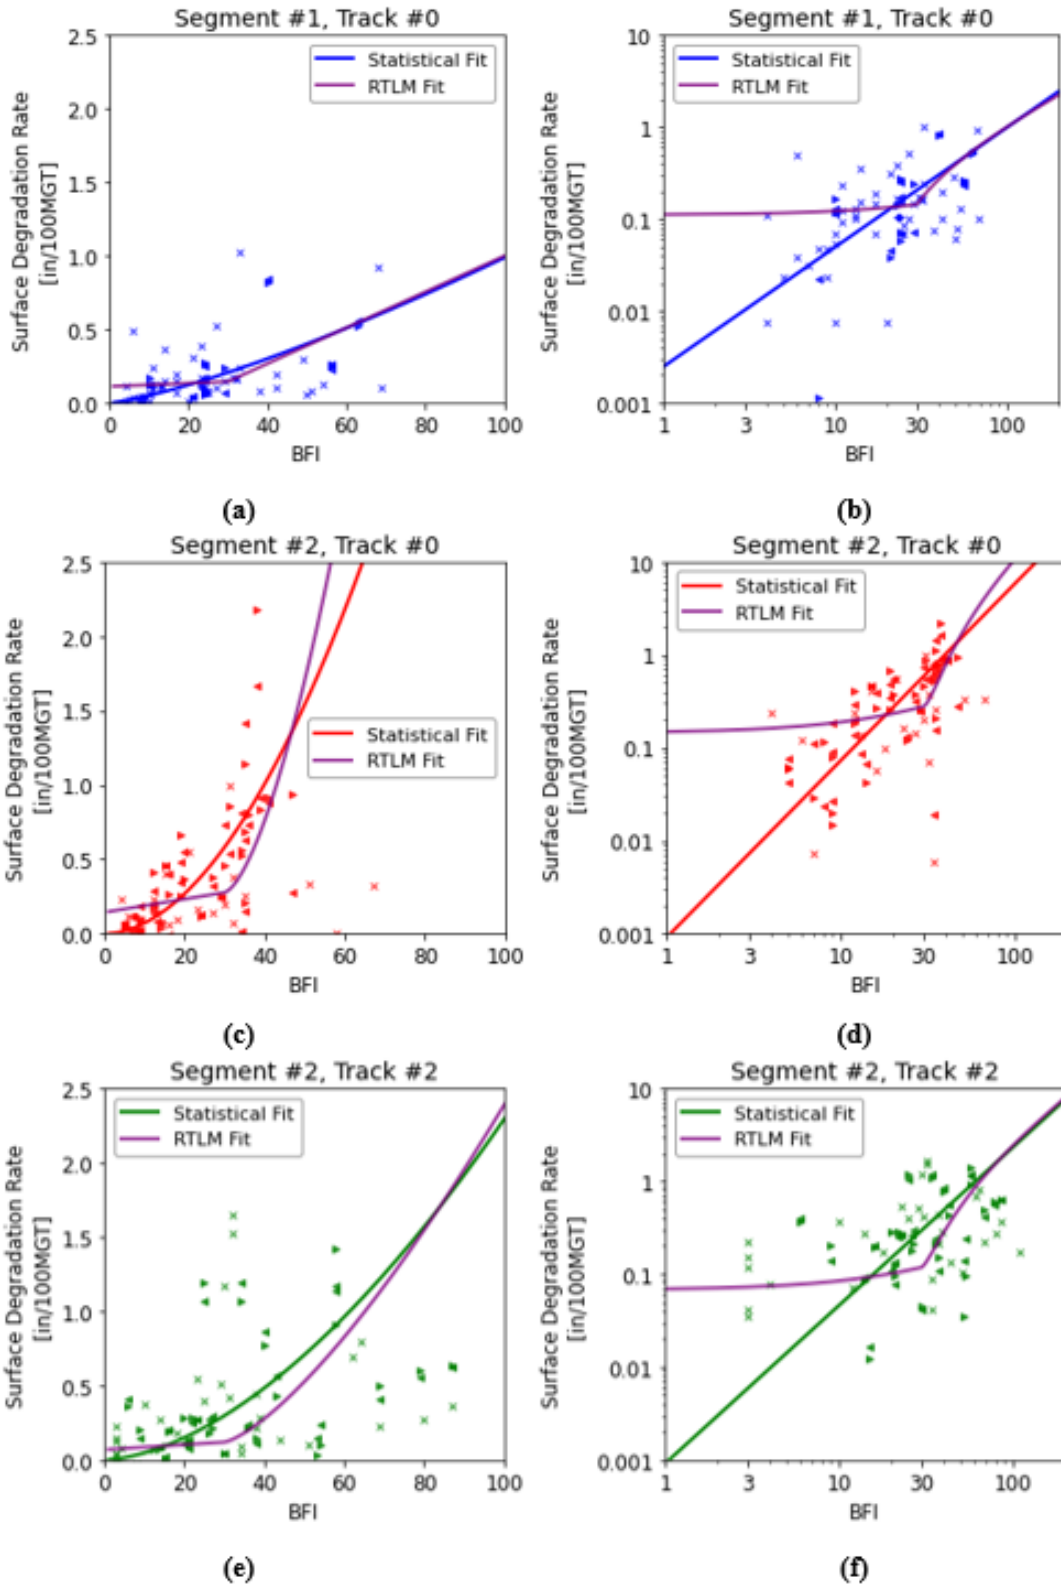 Segment #1, Track #0
2.5
2.0
1.5
1.0
0.5
0.0
Surface Degradation Rate
[in/100MGT]
Statistical Fit
RTLM Fit
0 20 40 60 80 100
BFI
(a)
Segment #1, Track #0
10
1
0.1
0.01
0.001
Surface Degradation Rate
[in/100MGT]
Statistical Fit
RTLM Fit
1 3 10 30 100
BFI
(b)
Segment #2, Track #0
2.5
2.0
1.5
1.0
0.5
0.0
Surface Degradation Rate
[in/100MGT]
Statistical Fit
RTLM Fit
0 20 40 60 80 100
BFI
(c)
Segment #2, Track #0
10
1
0.1
0.01
0.001
Surface Degradation Rate
[in/100MGT]
Statistical Fit
RTLM Fit
1 3 10 30 100
BFI
(d)
Segment #2, Track #2
2.5
2.0
1.5
1.0
0.5
0.0
Surface Degradation Rate
[in/100MGT]
Statistical Fit
RTLM Fit
0 20 40 60 80 100
BFI
(e)
Segment #2, Track #2
10
1
0.1
0.01
0.001
Surface Degradation Rate
[in/100MGT]
Statistical Fit
RTLM Fit
1 3 10 30 100
BFI
(f)